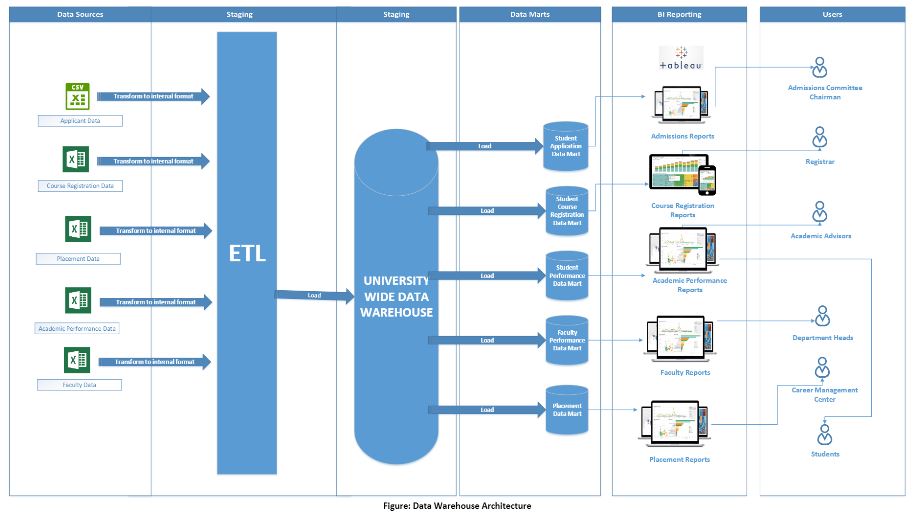 Data Sources
Staging
Staging
Data Marts
BI Reporting
Users
CSV
Transform to internal format
Applicant Data
Transform to internal format
Course Registration Data
Transform to internal format
Placement Data
Transform to internal format
Academic Performance Data
Transform to internal format
Faculty Data
ETL
Load
UNIVERSITY
WIDE DATA
WAREHOUSE
Load
Student
Application
Data Mart
Load
Student
Course
Registration
Data Mart
Load
Student
Performance
Data Mart
Load
Faculty
Performance
Data Mart
Load
Placement
Data Mart
+ableau
Admissions Reports
Course Registration
Reports
Academic Performance
Reports
Faculty Reports
Placement Reports
Admissions Committee
Chairman
Registrar
Academic Advisors
Department Heads
Career Management
Center
Students
Figure: Data Warehouse Architecture